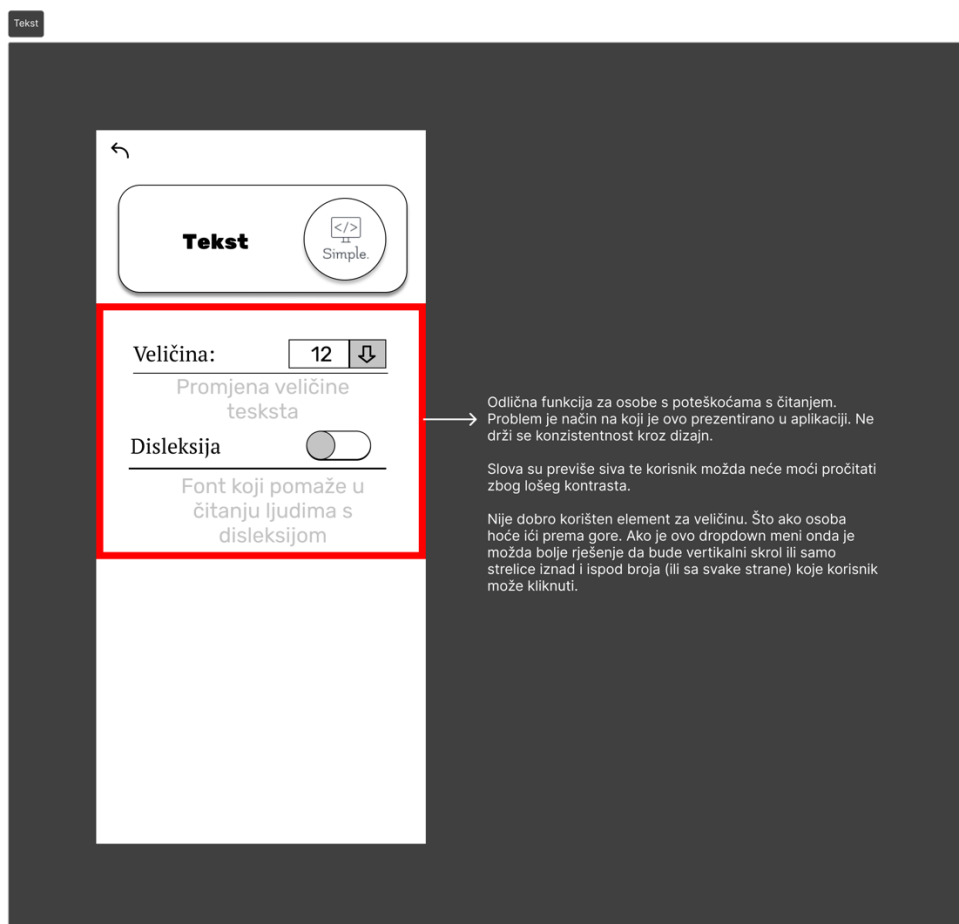 Tekst
Tekst
</>
Simple.
Veličina:
12
Promjena veličine
tesksta
Disleksija
Font koji pomaže u
čitanju ljudima s
disleksijom
Odlična funkcija za osobe s poteškoćama s čitanjem.
Problem je način na koji je ovo prezentirano u aplikaciji. Ne
drži se konzistentnost kroz dizajn.
Slova su previše siva te korisnik možda neće moći pročitati
zbog lošeg kontrasta.
Nije dobro korišten element za veličinu. Što ako osoba
hoće ići prema gore. Ako je ovo dropdown meni onda je
možda bolje rješenje da bude vertikalni skrol ili samo
strelice iznad i ispod broja (ili sa svake strane) koje korisnik
može kliknuti.